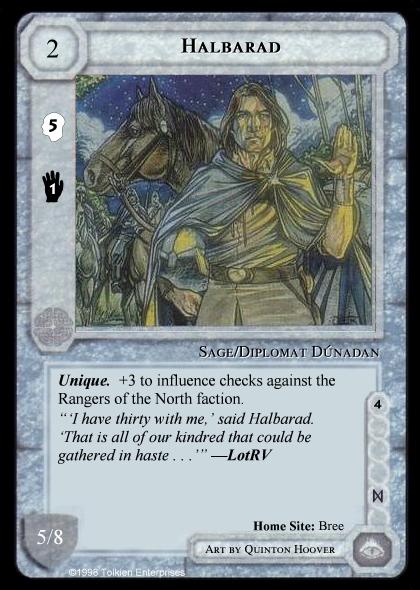 2
HALBARAD
5
1
SAGE/DIPLOMAT DÚNADAN
Unique. +3 to influence checks against the
Rangers of the North faction.
“‘I have thirty with me,’ said Halbarad.
‘That is all of our kindred that could be
gathered in haste . . .’” —LotRV
4
Home Site: Bree
5/8
ART BY QUINTON HOOVER
©1998 Tolkien Enterprises